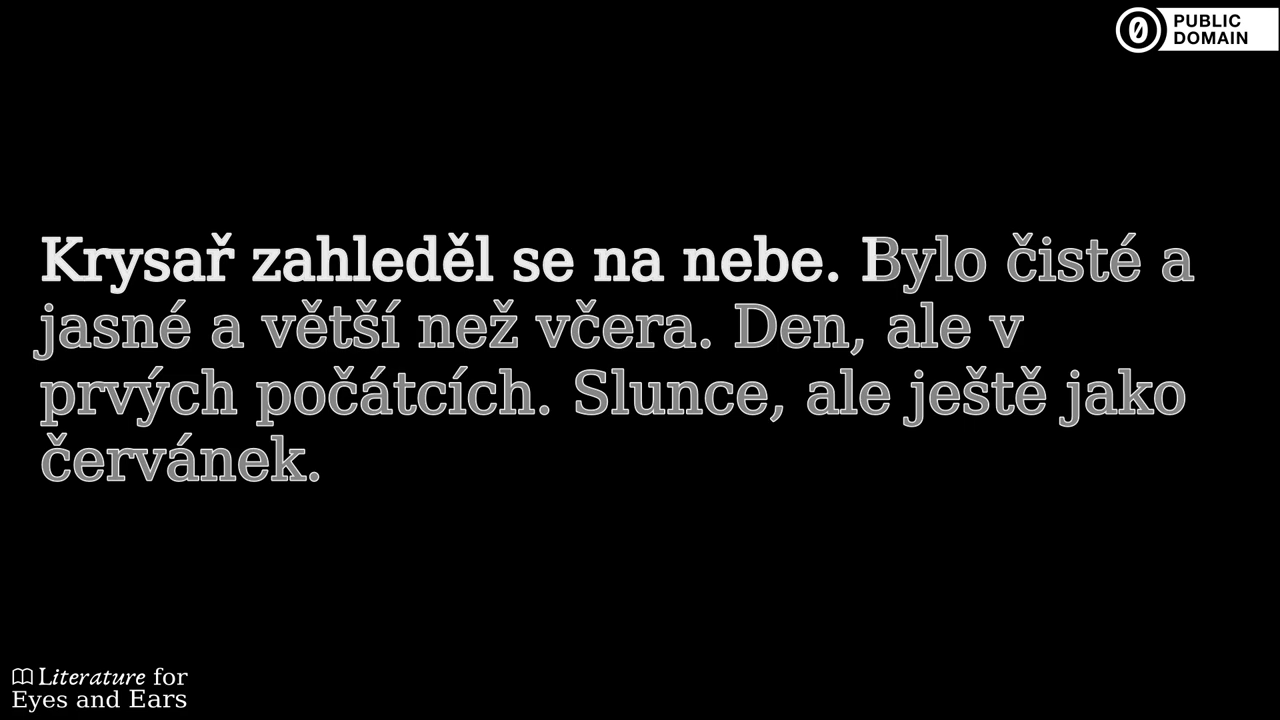 PUBLIC
DOMAIN
Krysař zahleděl se na nebe. Bylo čisté a
jasné a větší než včera. Den, ale v
prvých počátcích. Slunce, ale ještě jako
červánek.
Literature for
Eyes and Ears